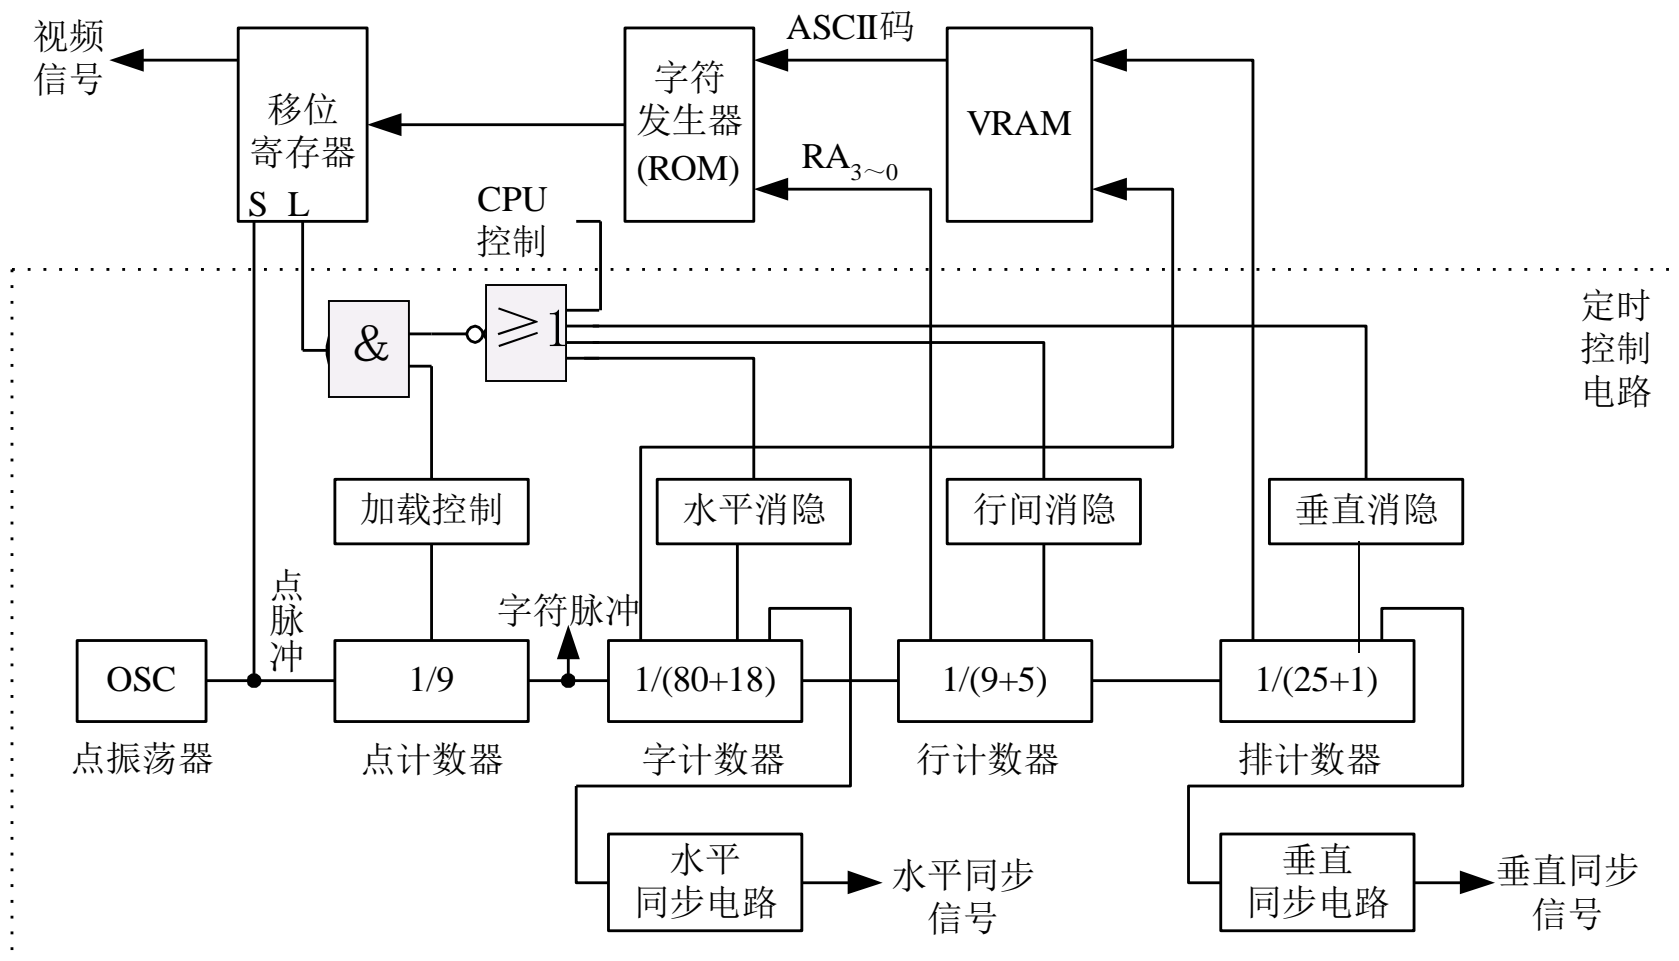 视频
信号
移位
寄存器
S L
字符
发生器
(ROM)
ASCII码
RA3～0
VRAM
CPU
控制
定时
控制
电路
&
≥1
加载控制
水平消隐
行间消隐
垂直消隐
点
脉
冲
字符脉冲
OSC
1/9
1/(80+18)
1/(9+5)
1/(25+1)
点振荡器
点计数器
字计数器
行计数器
排计数器
水平
同步电路
水平同步
信号
垂直
同步电路
垂直同步
信号